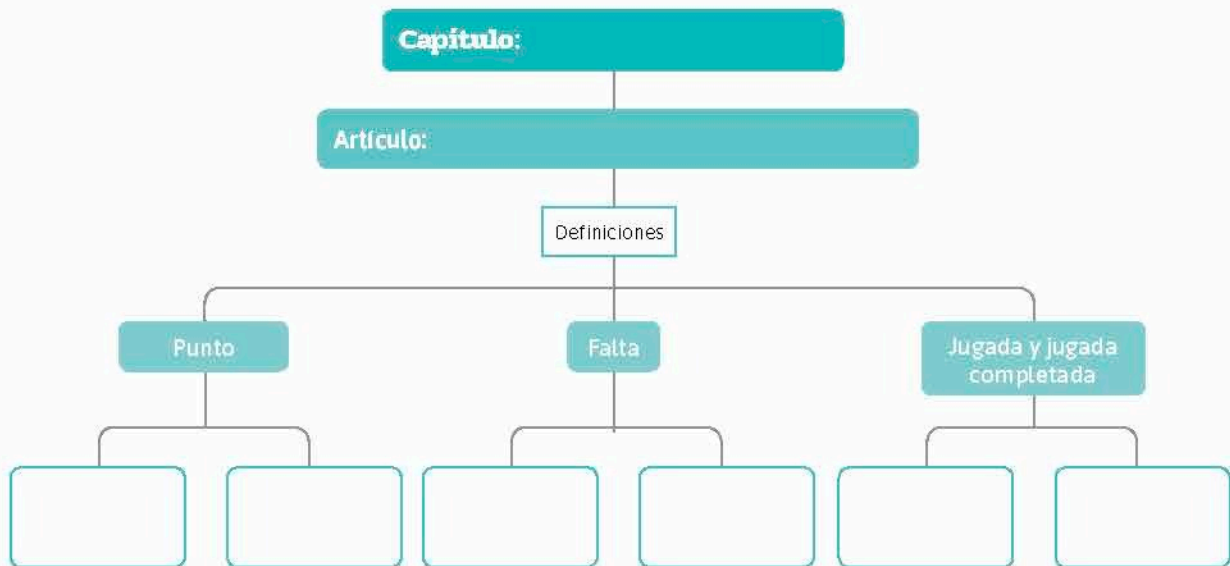 Capítulo:
Artículo:
Definiciones
Punto
Falta
Jugada y jugada
completada